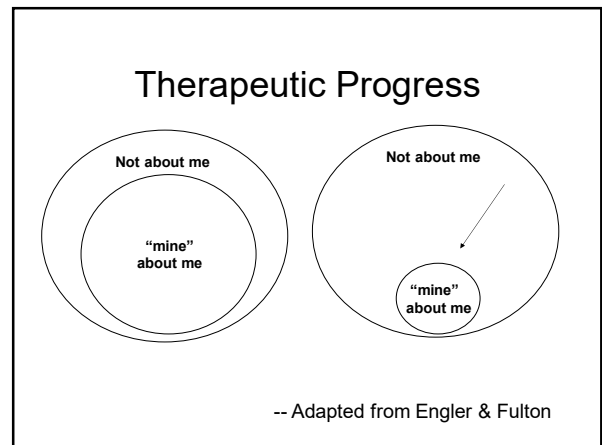 Therapeutic Progress
Not about me
“mine”
about me
Not about me
“mine”
about me
-- Adapted from Engler & Fulton